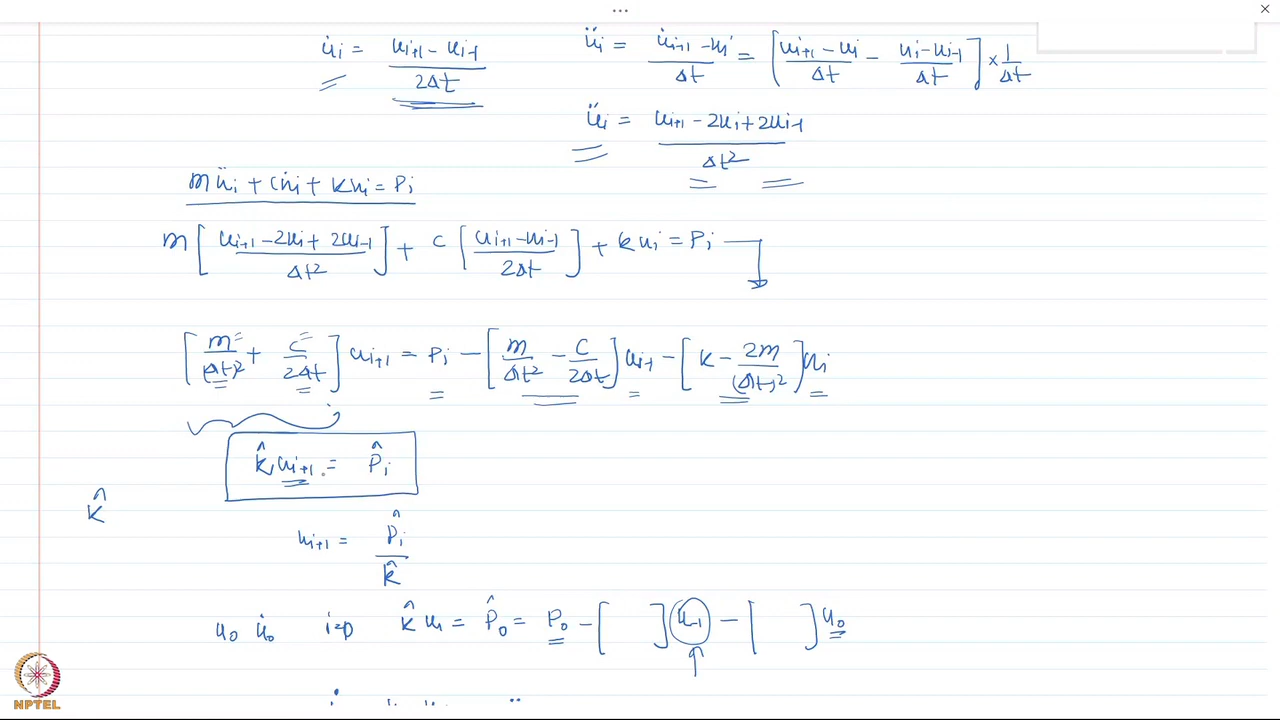 u̇i = (ui+1 - ui-1)/2Δt   üi = (u̇i+1 - u̇i)/Δt = [(ui+1 - ui)/Δt - (ui - ui-1)/Δt] × 1/Δt
üi = (ui+1 - 2ui + 2ui-1)/Δt²
müi + cu̇i + kui = Pi
m[(ui+1 - 2ui + 2ui-1)/Δt²] + c[(ui+1 - ui-1)/2Δt] + kui = Pi
[m/(Δt)² + c/2Δt] ui+1 = Pi - [m/Δt² - c/2Δt] ui-1 - [k - 2m/(Δt)²] ui
k̂ ui+1 = P̂i
k̂
ui+1 = P̂i/k̂
u0 u̇0 i=0 k̂ u1 = P̂0 = P0 - [ ] u-1 - [ ] u0
NPTEL